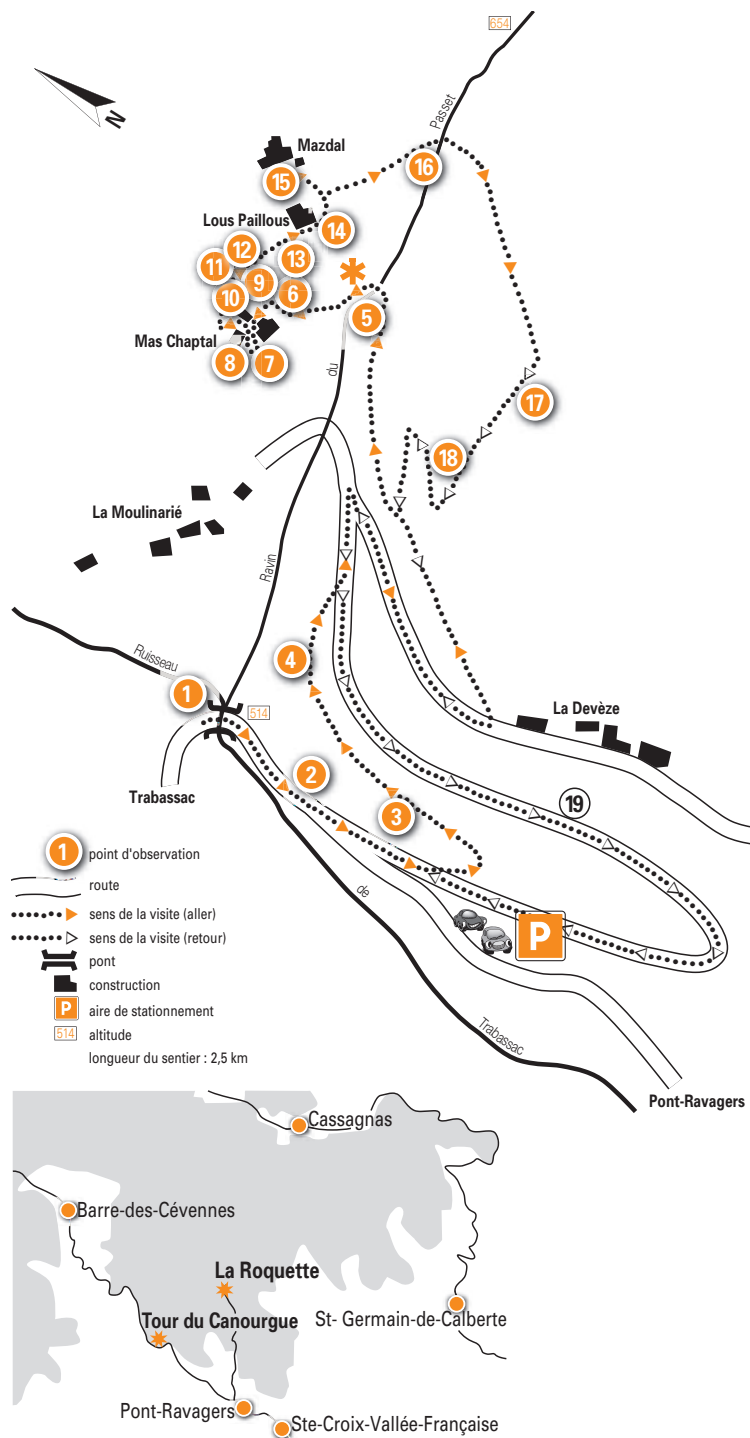 654
Passet
N
Mazdal
15
16
Lous Paillous
14
12
13
11
9
6
10
5
Mas Chaptal
8
7
du
17
18
La Moulinarié
Ravin
Ruisseau
4
1
514
La Devèze
2
Trabassac
19
3
de
P
Trabassac
Pont-Ravagers
1 point d'observation
route
sens de la visite (aller)
sens de la visite (retour)
pont
construction
P aire de stationnement
514 altitude
longueur du sentier : 2,5 km
Cassagnas
Barre-des-Cévennes
La Roquette
Tour du Canourgue
St- Germain-de-Calberte
Pont-Ravagers
Ste-Croix-Vallée-Française